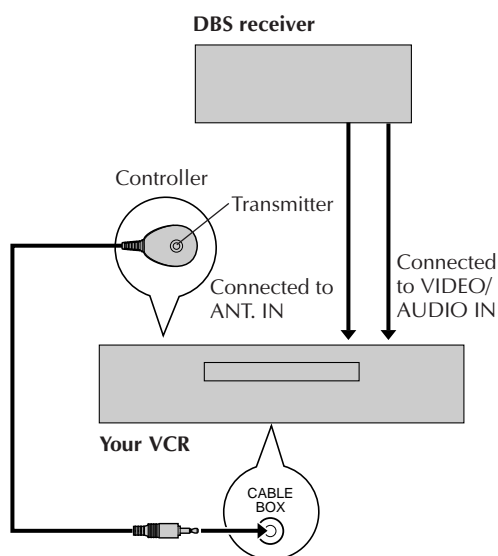 DBS receiver
Controller
Transmitter
Connected to
ANT. IN
Connected
to VIDEO/
AUDIO IN
Your VCR
CABLE
BOX